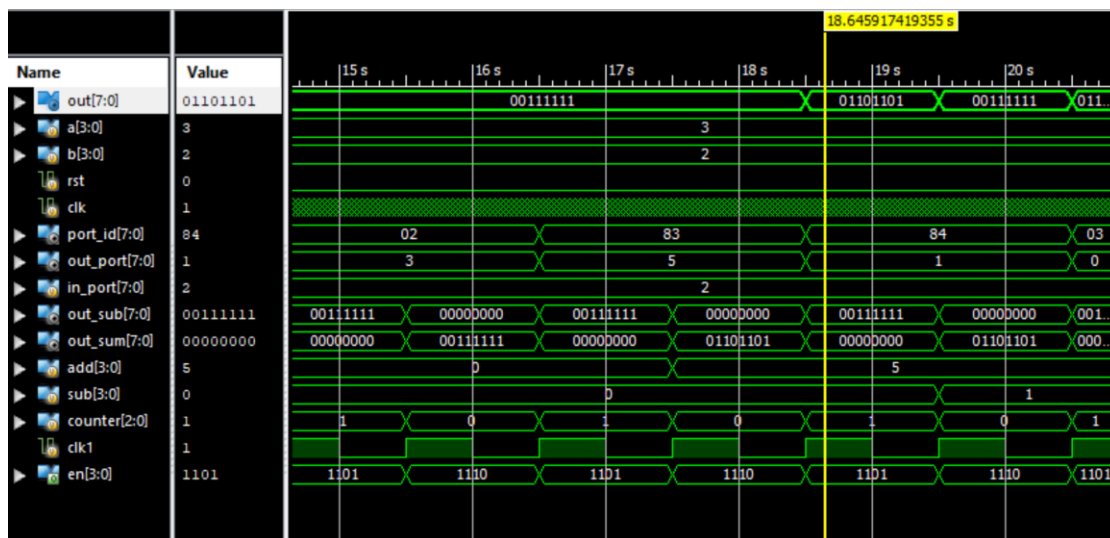 18.645917419355 s
Name Value 15 s 16 s 17 s 18 s 19 s 20 s
out[7:0] 01101101 00111111 01101101 00111111 011...
a[3:0] 3 3
b[3:0] 2 2
rst 0
clk 1
port_id[7:0] 84 02 83 84 03
out_port[7:0] 1 3 5 1 0
in_port[7:0] 2 2
out_sub[7:0] 00111111 00111111 00000000 00111111 00000000 00111111 00000000 001...
out_sum[7:0] 00000000 00000000 00111111 00000000 01101101 00000000 01101101 000...
add[3:0] 5 0 5
sub[3:0] 0 0 1
counter[2:0] 1 1 0 1 0 1 0 1
clk1 1
en[3:0] 1101 1101 1110 1101 1110 1101 1110 1101